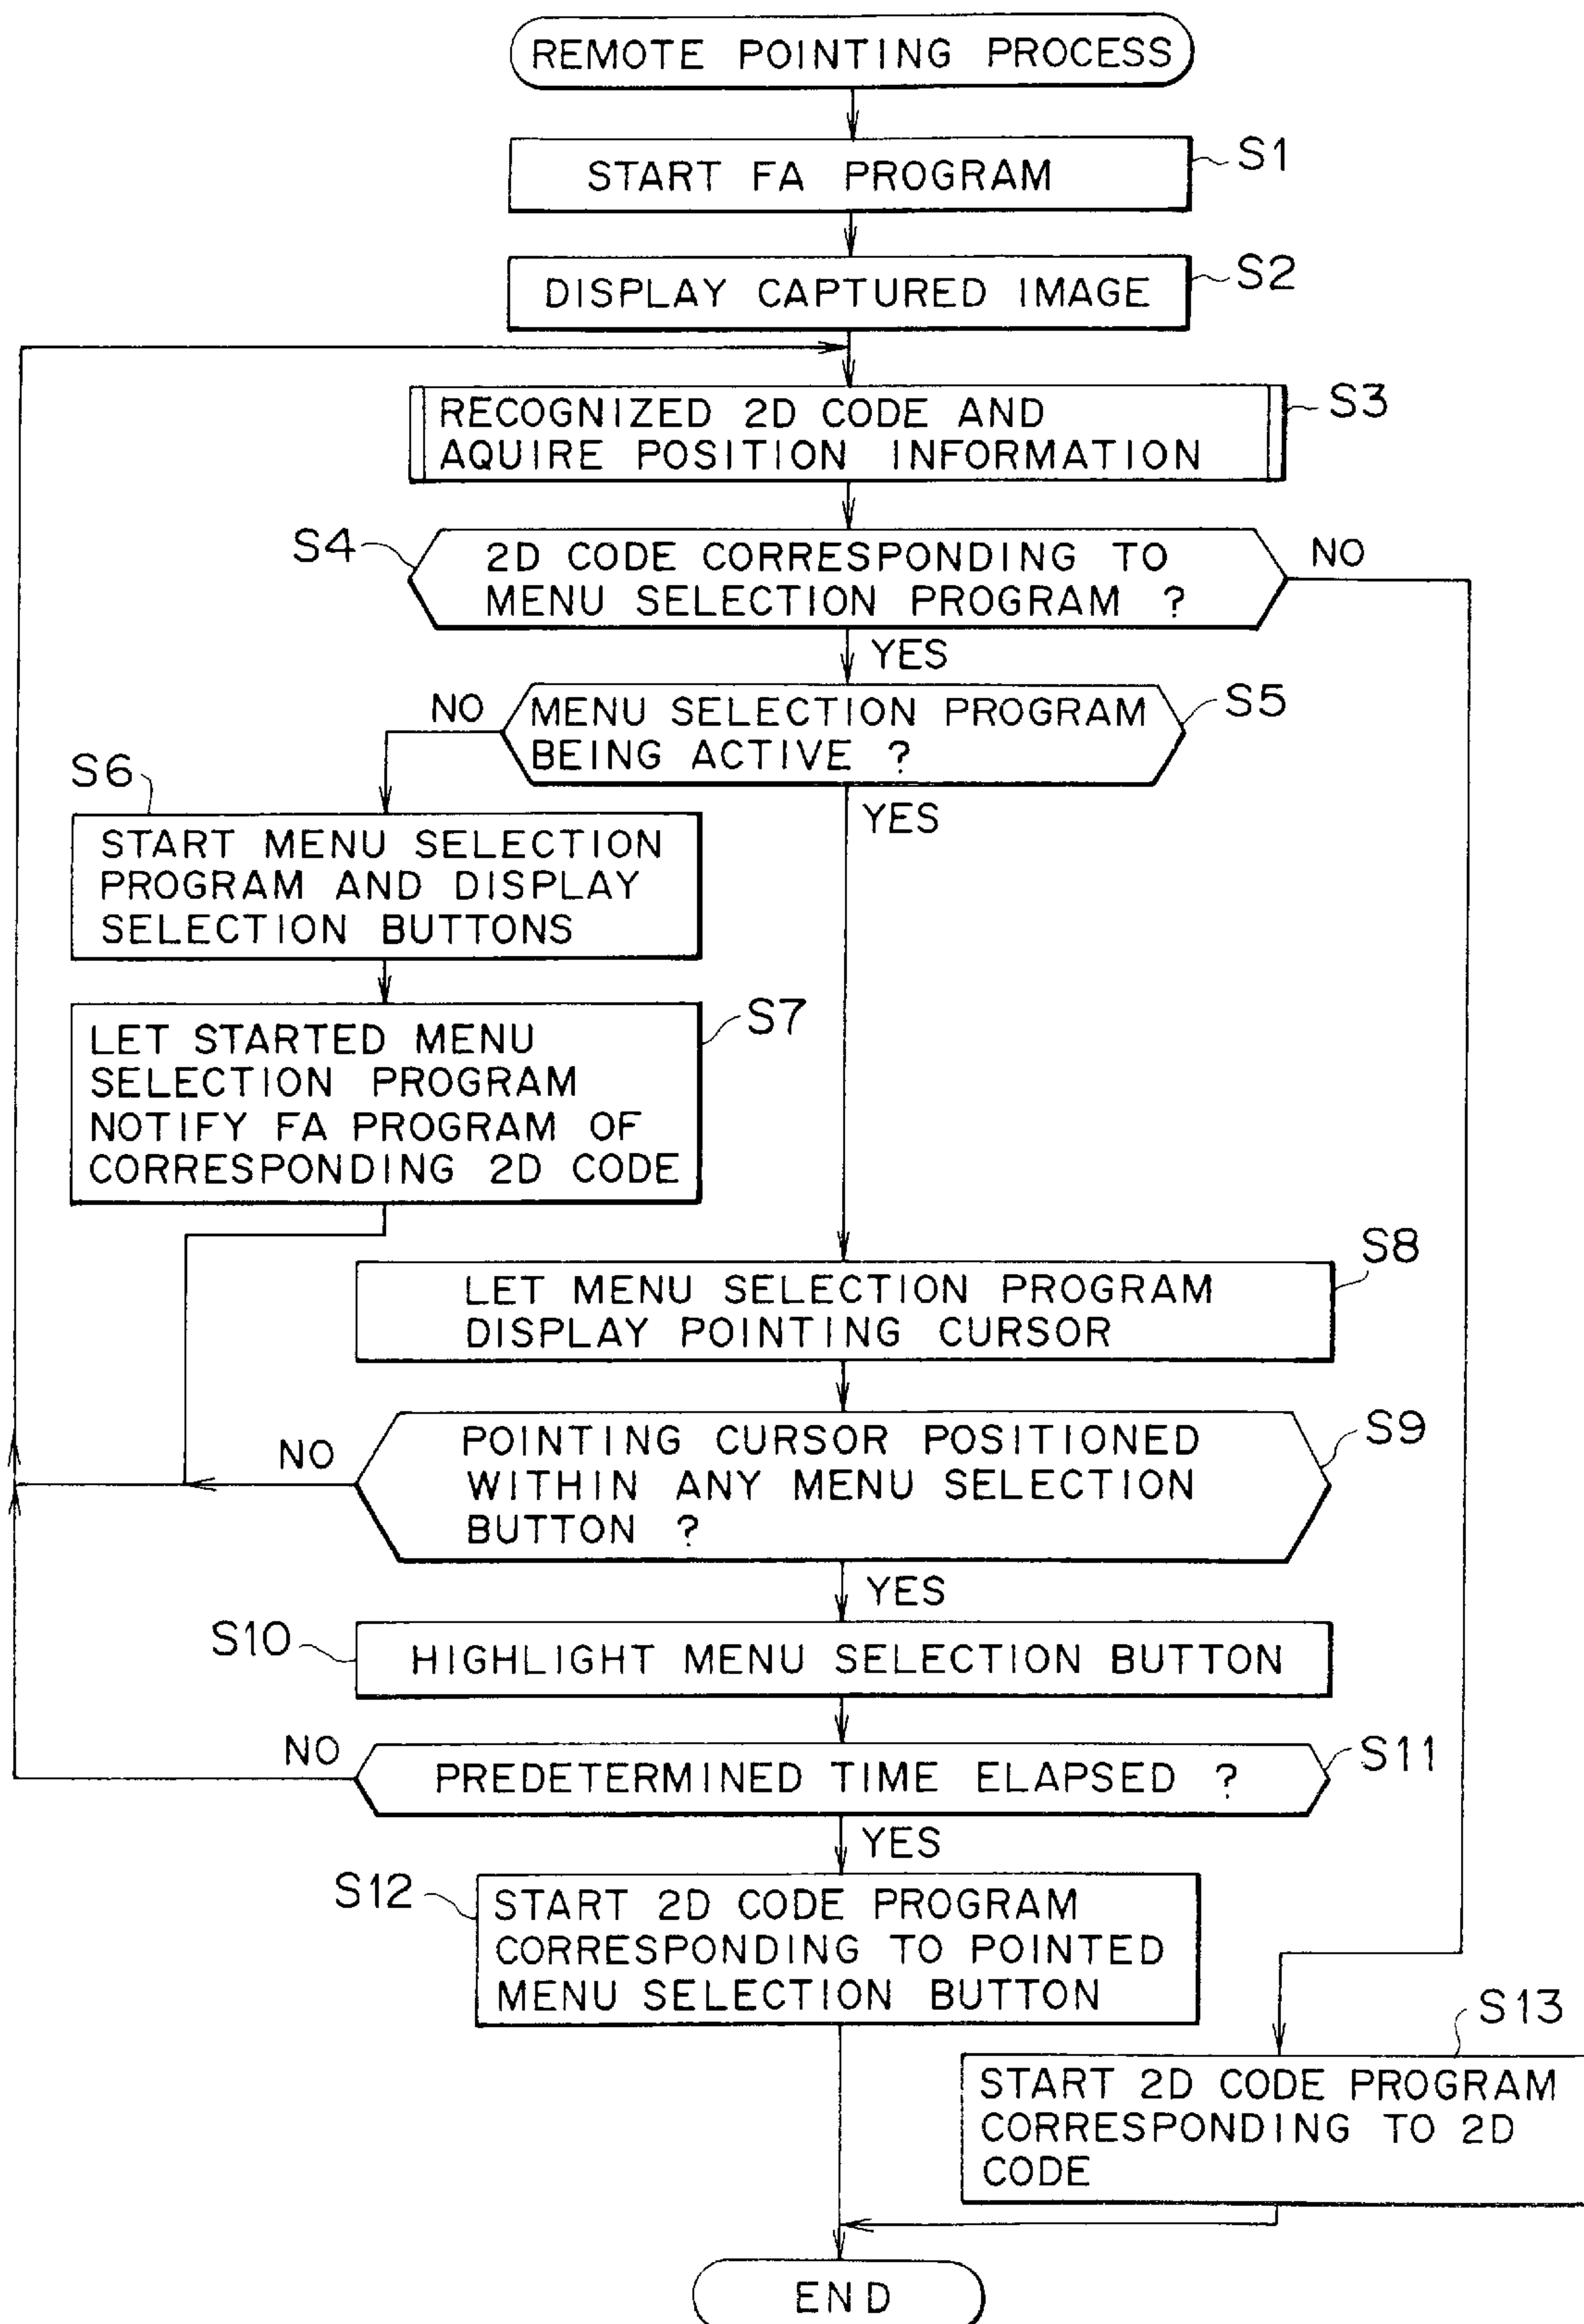 REMOTE POINTING PROCESS
START FA PROGRAM
S1
DISPLAY CAPTURED IMAGE
S2
RECOGNIZED 2D CODE AND
AQUIRE POSITION INFORMATION
S3
S4
2D CODE CORRESPONDING TO
MENU SELECTION PROGRAM ?
NO
YES
NO
MENU SELECTION PROGRAM
BEING ACTIVE ?
S5
YES
S6
START MENU SELECTION
PROGRAM AND DISPLAY
SELECTION BUTTONS
S7
LET STARTED MENU
SELECTION PROGRAM
NOTIFY FA PROGRAM OF
CORRESPONDING 2D CODE
S8
LET MENU SELECTION PROGRAM
DISPLAY POINTING CURSOR
NO
POINTING CURSOR POSITIONED
WITHIN ANY MENU SELECTION
BUTTON ?
S9
YES
S10
HIGHLIGHT MENU SELECTION BUTTON
NO
PREDETERMINED TIME ELAPSED ?
S11
YES
S12
START 2D CODE PROGRAM
CORRESPONDING TO POINTED
MENU SELECTION BUTTON
S13
START 2D CODE PROGRAM
CORRESPONDING TO 2D
CODE
END